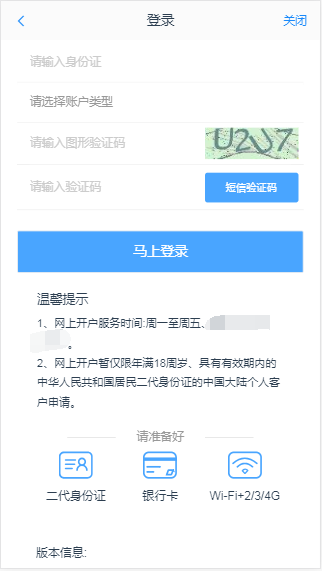 登录
关闭
请输入身份证
请选择账户类型
请输入图形验证码
U2U7
请输入验证码
短信验证码
马上登录
温馨提示
1、网上开户服务时间:周一至周五、
。
2、网上开户暂仅限年满18周岁、具有有效期内的
中华人民共和国居民二代身份证的中国大陆个人客
户申请。
请准备好
二代身份证 银行卡 Wi-Fi+2/3/4G
版本信息: